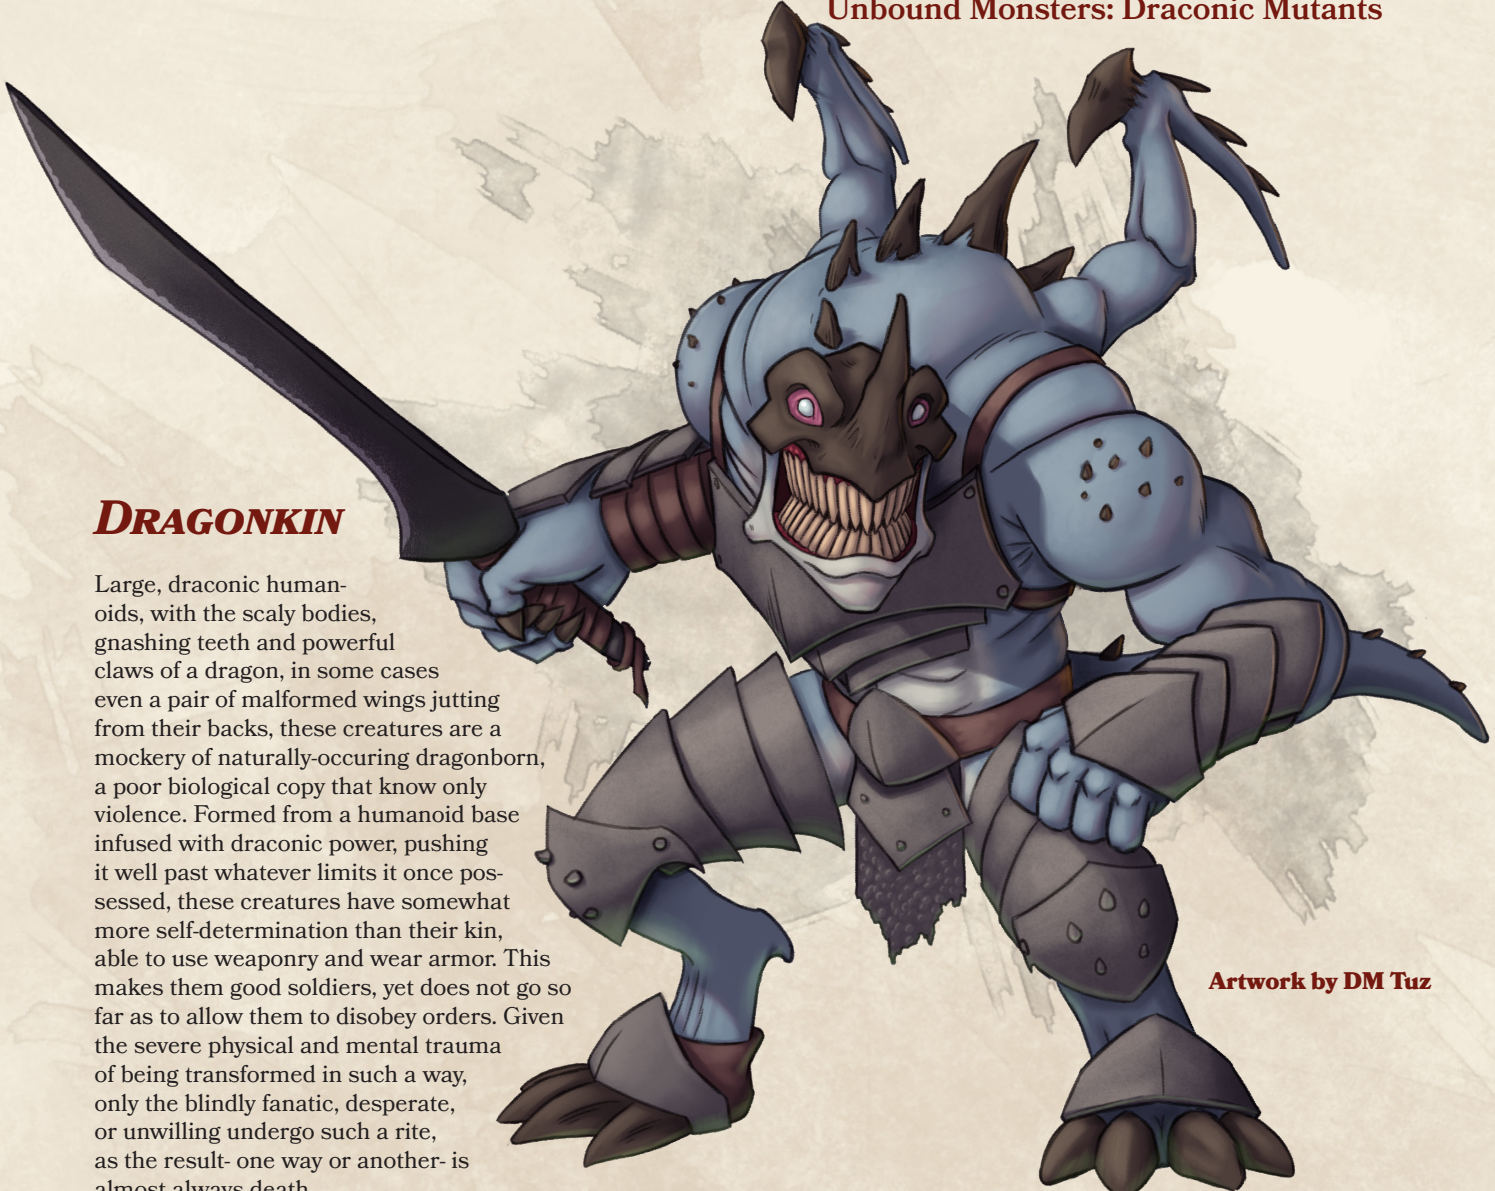 Unbound Monsters: Draconic Mutants
DRAGONKIN
Large, draconic human-
oids, with the scaly bodies,
gnashing teeth and powerful
claws of a dragon, in some cases
even a pair of malformed wings jutting
from their backs, these creatures are a
mockery of naturally-occuring dragonborn,
a poor biological copy that know only
violence. Formed from a humanoid base
infused with draconic power, pushing
it well past whatever limits it once pos-
sessed, these creatures have somewhat
more self-determination than their kin,
able to use weaponry and wear armor. This
makes them good soldiers, yet does not go so
far as to allow them to disobey orders. Given
the severe physical and mental trauma
of being transformed in such a way,
only the blindly fanatic, desperate,
or unwilling undergo such a rite,
as the result- one way or another- is
almost always death
Artwork by DM Tuz